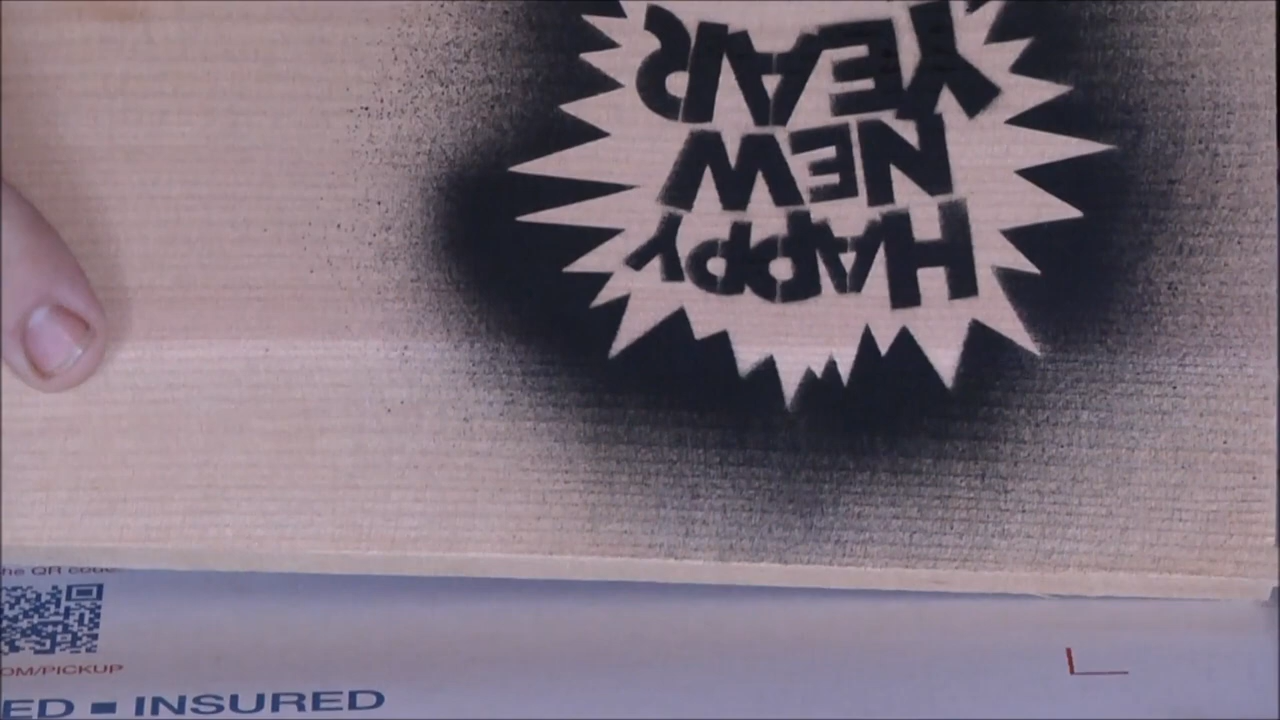 HAPPY
NEW
YEAR
the QR code
OM/PICKUP
ED ▪ INSURED